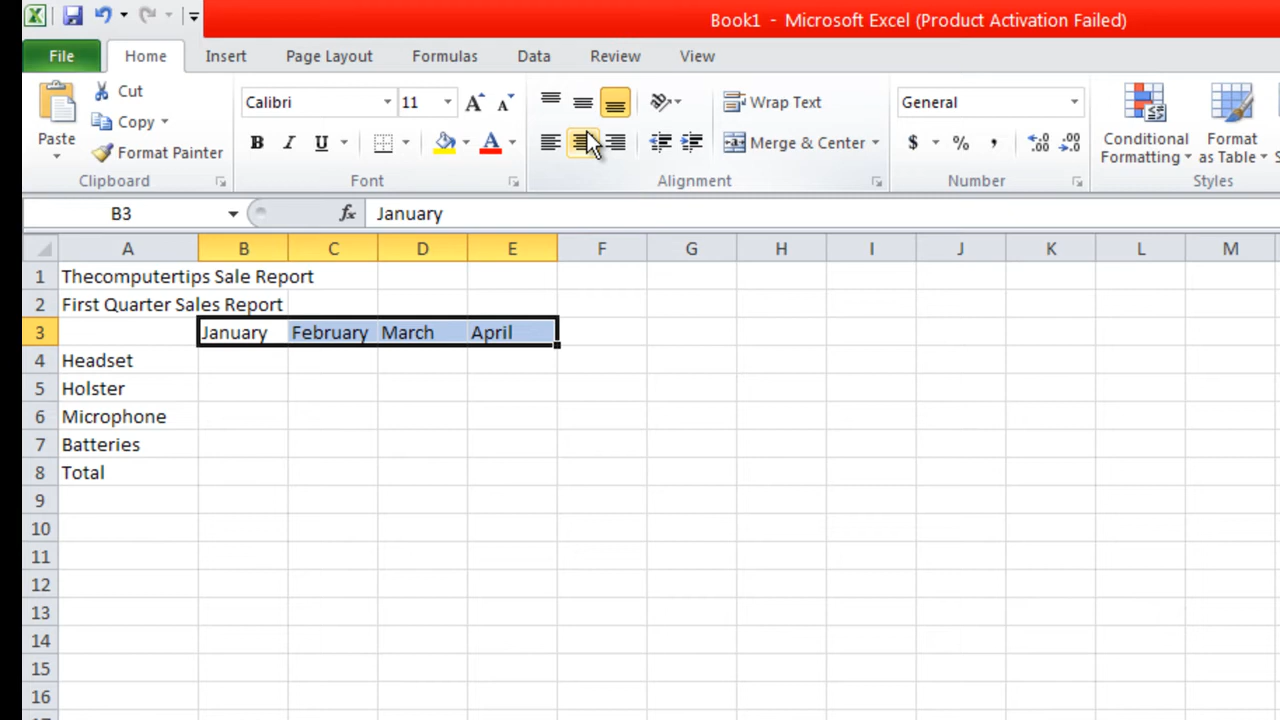 Book1 - Microsoft Excel (Product Activation Failed)
File Home Insert Page Layout Formulas Data Review View
Paste
Cut
Copy
Format Painter
Clipboard
Calibri 11
B I U
Font
Wrap Text
Merge & Center
Alignment
General
$ % ,
Number
Conditional Formatting
Format as Table
Styles
B3 fx January
A B C D E F G H I J K L M
1 Thecomputertips Sale Report
2 First Quarter Sales Report
3 January February March April
4 Headset
5 Holster
6 Microphone
7 Batteries
8 Total
9
10
11
12
13
14
15
16